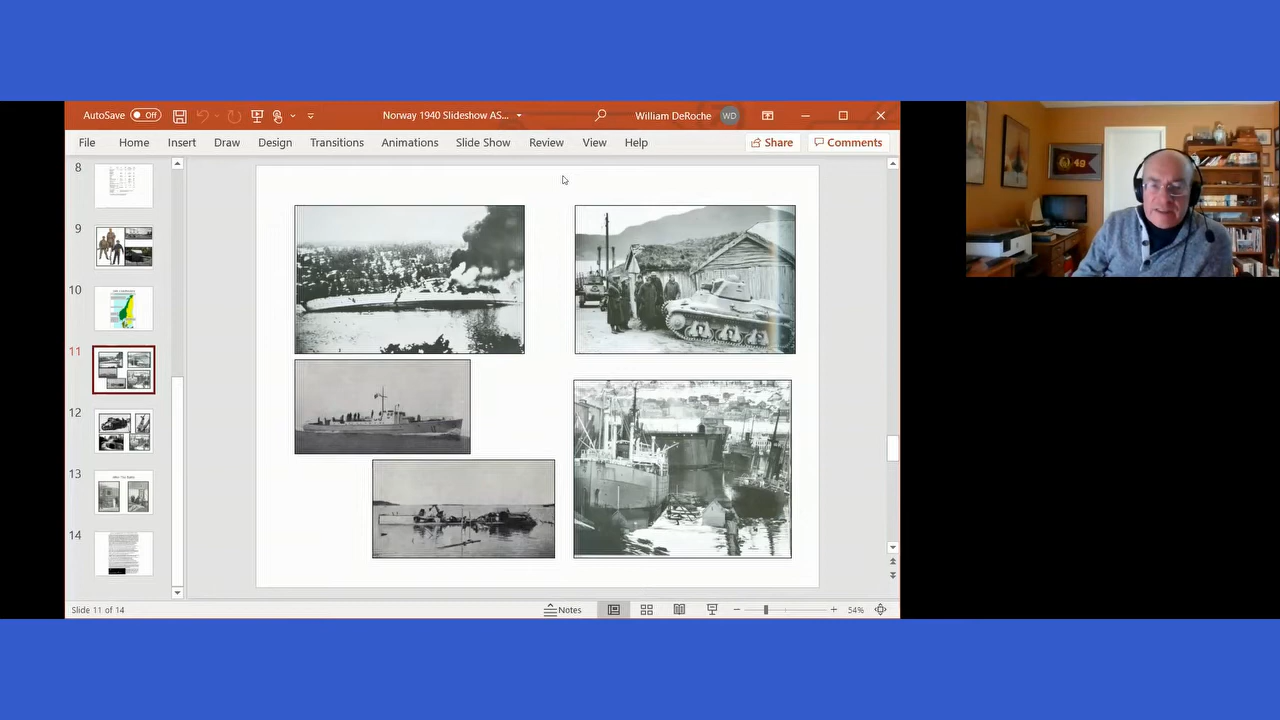 AutoSave Off Norway 1940 Slideshow AS... William DeRoche WD
File Home Insert Draw Design Transitions Animations Slide Show Review View Help Share Comments
8
9
10
11
12
13
14
49
Slide 11 of 14 Notes 54%